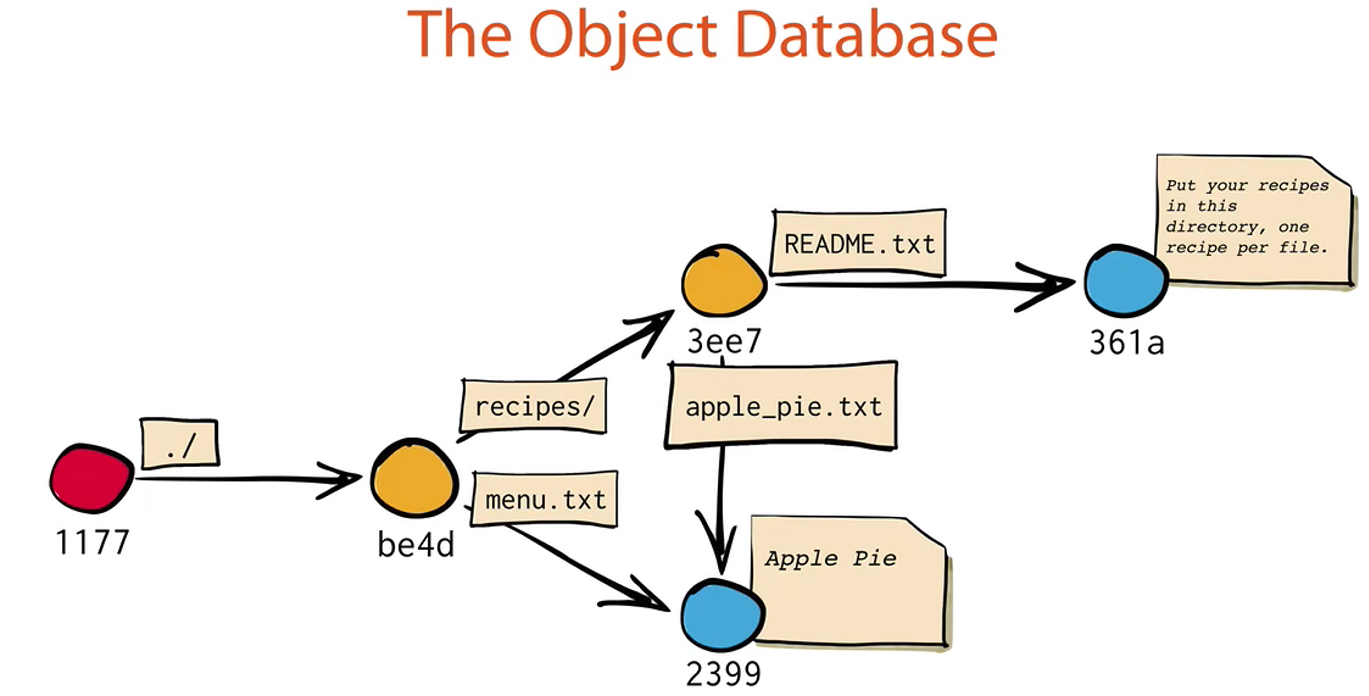 The Object Database
Put your recipes
in this
directory, one
recipe per file.
README.txt
3ee7
361a
recipes/
apple_pie.txt
./
menu.txt
1177
be4d
Apple Pie
2399